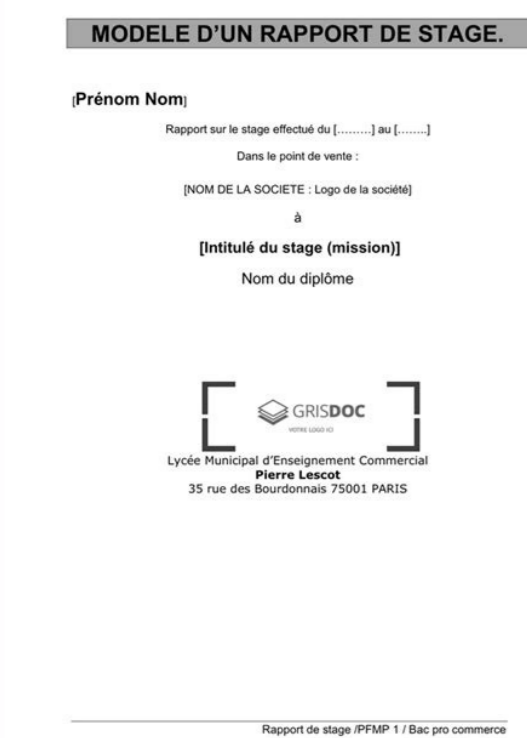 MODELE D'UN RAPPORT DE STAGE.
[Prénom Nom]
Rapport sur le stage effectué du [………] au [……..]
Dans le point de vente :
[NOM DE LA SOCIETE : Logo de la société]
à
[Intitulé du stage (mission)]
Nom du diplôme
GRISDOC
VOTRE LOGO ICI
Lycée Municipal d'Enseignement Commercial
Pierre Lescot
35 rue des Bourdonnais 75001 PARIS
Rapport de stage /PFMP 1 / Bac pro commerce